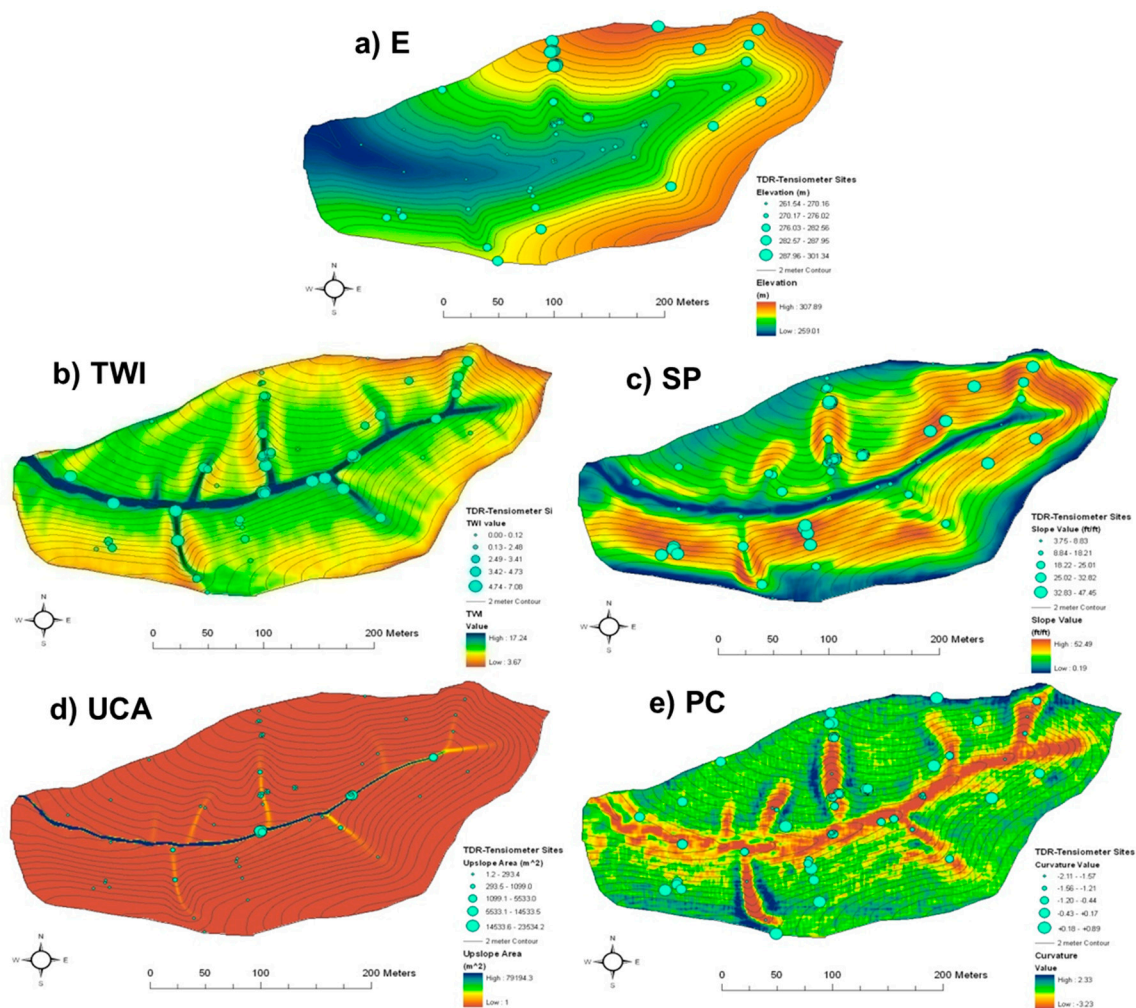 a) E
TDR-Tensiometer Sites
Elevation (m)
261.54 - 270.16
270.17 - 276.02
276.03 - 282.56
282.57 - 287.95
287.96 - 301.34
2 meter Contour
Elevation
(m)
High : 307.89
Low : 259.01
N
W E
S
0 50 100 200 Meters
b) TWI
TDR-Tensiometer Si
TWI value
0.00 - 0.12
0.13 - 2.48
2.49 - 3.41
3.42 - 4.73
4.74 - 7.08
2 meter Contour
TWI
Value
High : 17.24
Low : 3.67
N
W E
S
0 50 100 200 Meters
c) SP
TDR-Tensiometer Sites
Slope Value (ft/ft)
3.75 - 8.83
8.84 - 18.21
18.22 - 25.01
25.02 - 32.82
32.83 - 47.45
2 meter Contour
Slope Value
(ft/ft)
High : 52.49
Low : 0.19
N
W E
S
0 50 100 200 Meters
d) UCA
TDR-Tensiometer Sites
Upslope Area (m^2)
1.2 - 293.4
293.5 - 1099.0
1099.1 - 5533.0
5533.1 - 14533.5
14533.6 - 23534.2
2 meter Contour
Upslope Area
(m^2)
High : 79194.3
Low : 1
N
W E
S
0 50 100 200 Meters
e) PC
TDR-Tensiometer Sites
Curvature Value
-2.11 - -1.57
-1.56 - -1.21
-1.20 - -0.44
-0.43 - +0.17
+0.18 - +0.89
2 meter Contour
Curvature
Value
High : 2.33
Low : -3.23
N
W E
S
0 50 100 200 Meters